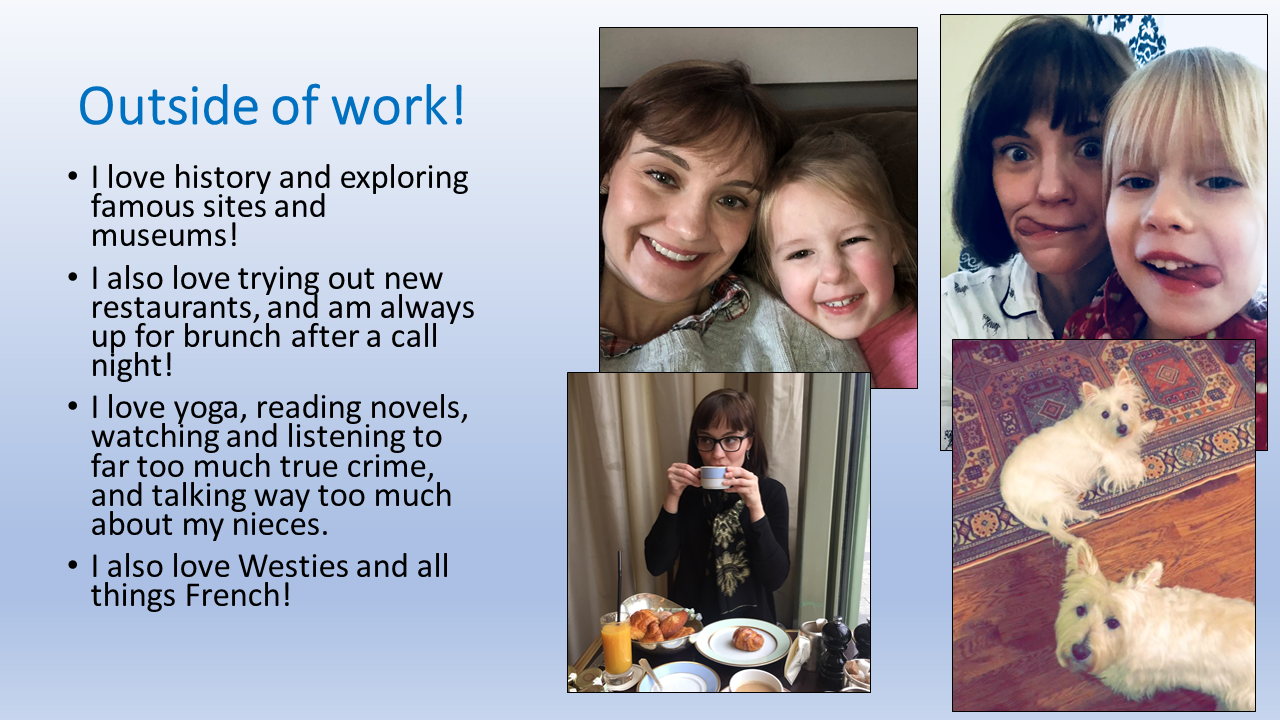 Outside of work!
• I love history and exploring
famous sites and
museums!
• I also love trying out new
restaurants, and am always
up for brunch after a call
night!
• I love yoga, reading novels,
watching and listening to
far too much true crime,
and talking way too much
about my nieces.
• I also love Westies and all
things French!